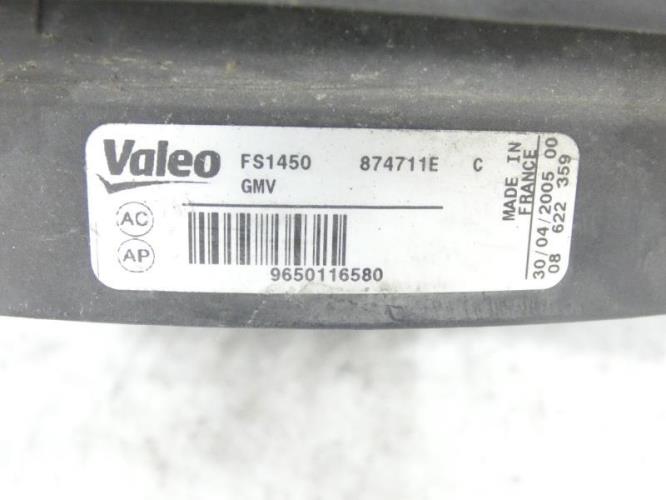 Valeo FS1450 874711E C
GMV
AC
AP
9650116580
MADE IN
FRANCE
30/04/2005 00
08 622 359